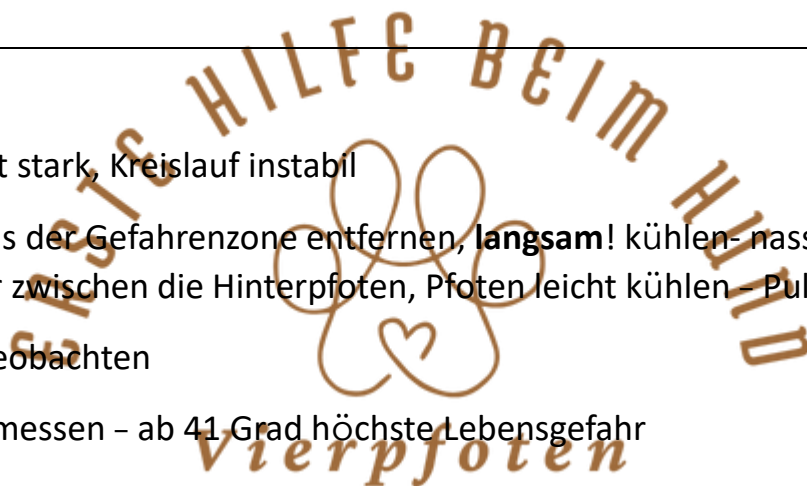 ERSTE HILFE BEIM HUND
t stark, Kreislauf instabil
s der Gefahrenzone entfernen, langsam! kühlen- nass
r zwischen die Hinterpfoten, Pfoten leicht kühlen – Pul
eobachten
messen – ab 41 Grad höchste Lebensgefahr
Vierpfoten